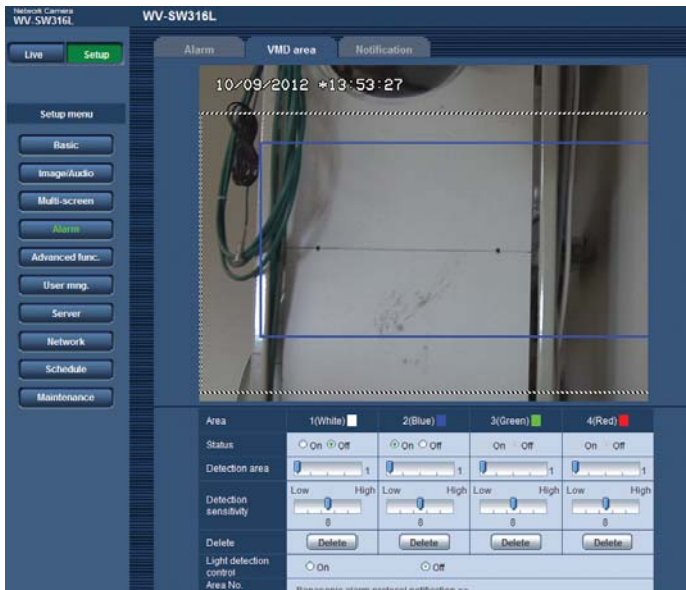 Network Camera
WV-SW316L
WV-SW316L
Live
Setup
Alarm
VMD area
Notification
10/09/2012 *13:53:27
Setup menu
Basic
Image/Audio
Multi-screen
Alarm
Advanced func.
User mng.
Server
Network
Schedule
Maintenance
Area 1(White) 2(Blue) 3(Green) 4(Red)
Status On Off On Off On Off On Off
Detection area 1 1 1 1
Detection sensitivity Low High Low High Low High Low High
8 8 8 8
Delete Delete Delete Delete Delete
Light detection control On Off
Area No.
Panasonic alarm protocol notification